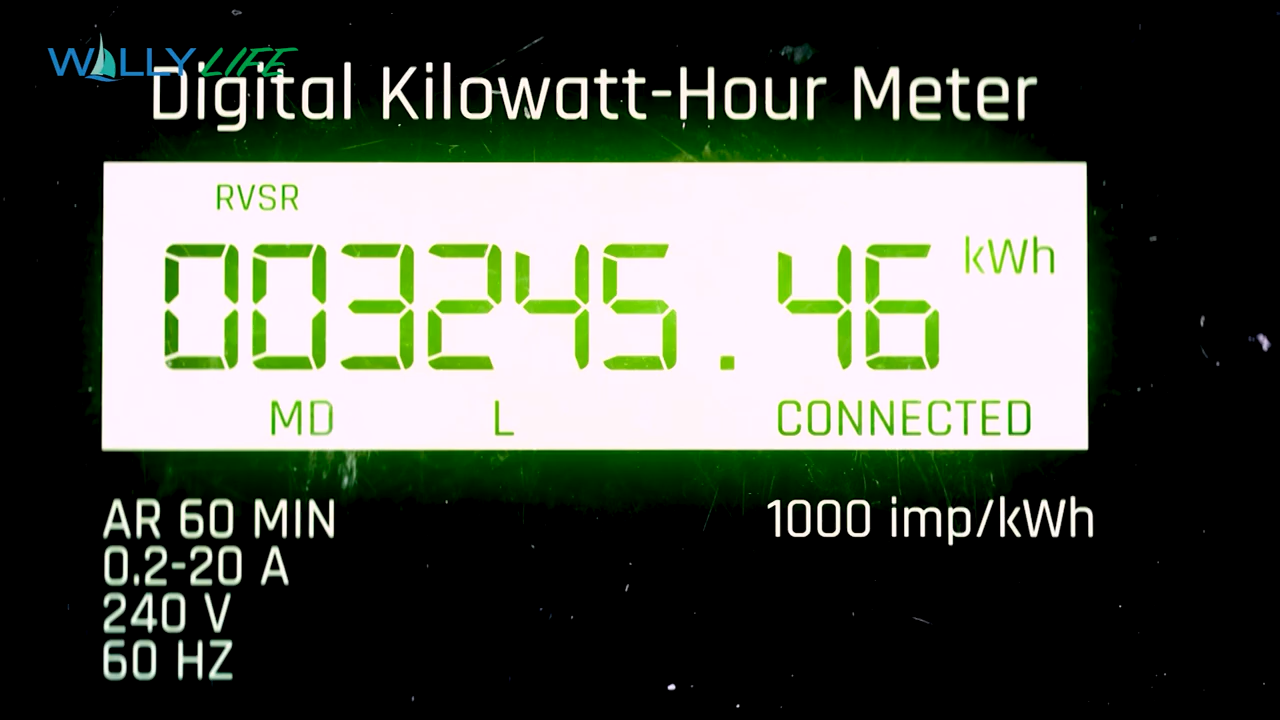 WALLY LIFE
Digital Kilowatt-Hour Meter
RVSR
003245.46 kWh
MD L CONNECTED
AR 60 MIN
1000 imp/kWh
0.2-20 A
240 V
60 HZ